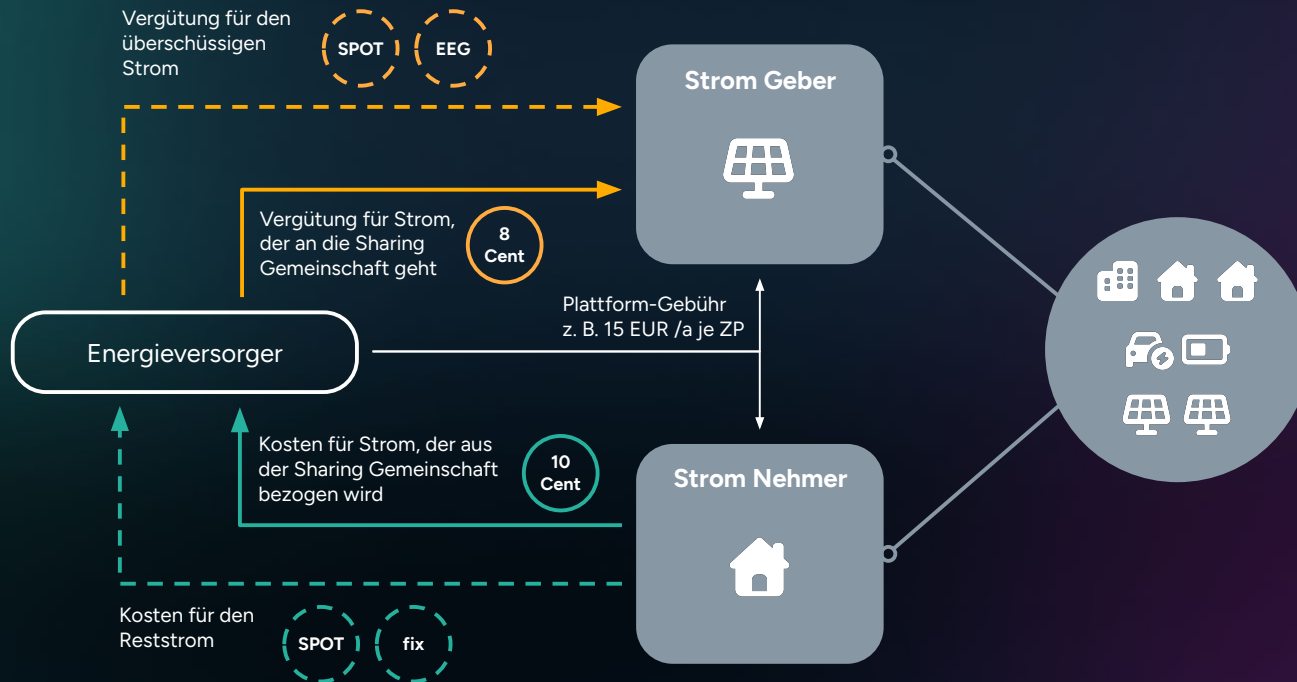 Vergütung für den
überschüssigen
Strom
SPOT
EEG
Strom Geber
Vergütung für Strom,
der an die Sharing
Gemeinschaft geht
8
Cent
Plattform-Gebühr
z. B. 15 EUR /a je ZP
Energieversorger
Kosten für Strom, der aus
der Sharing Gemeinschaft
bezogen wird
10
Cent
Strom Nehmer
Kosten für den
Reststrom
SPOT
fix